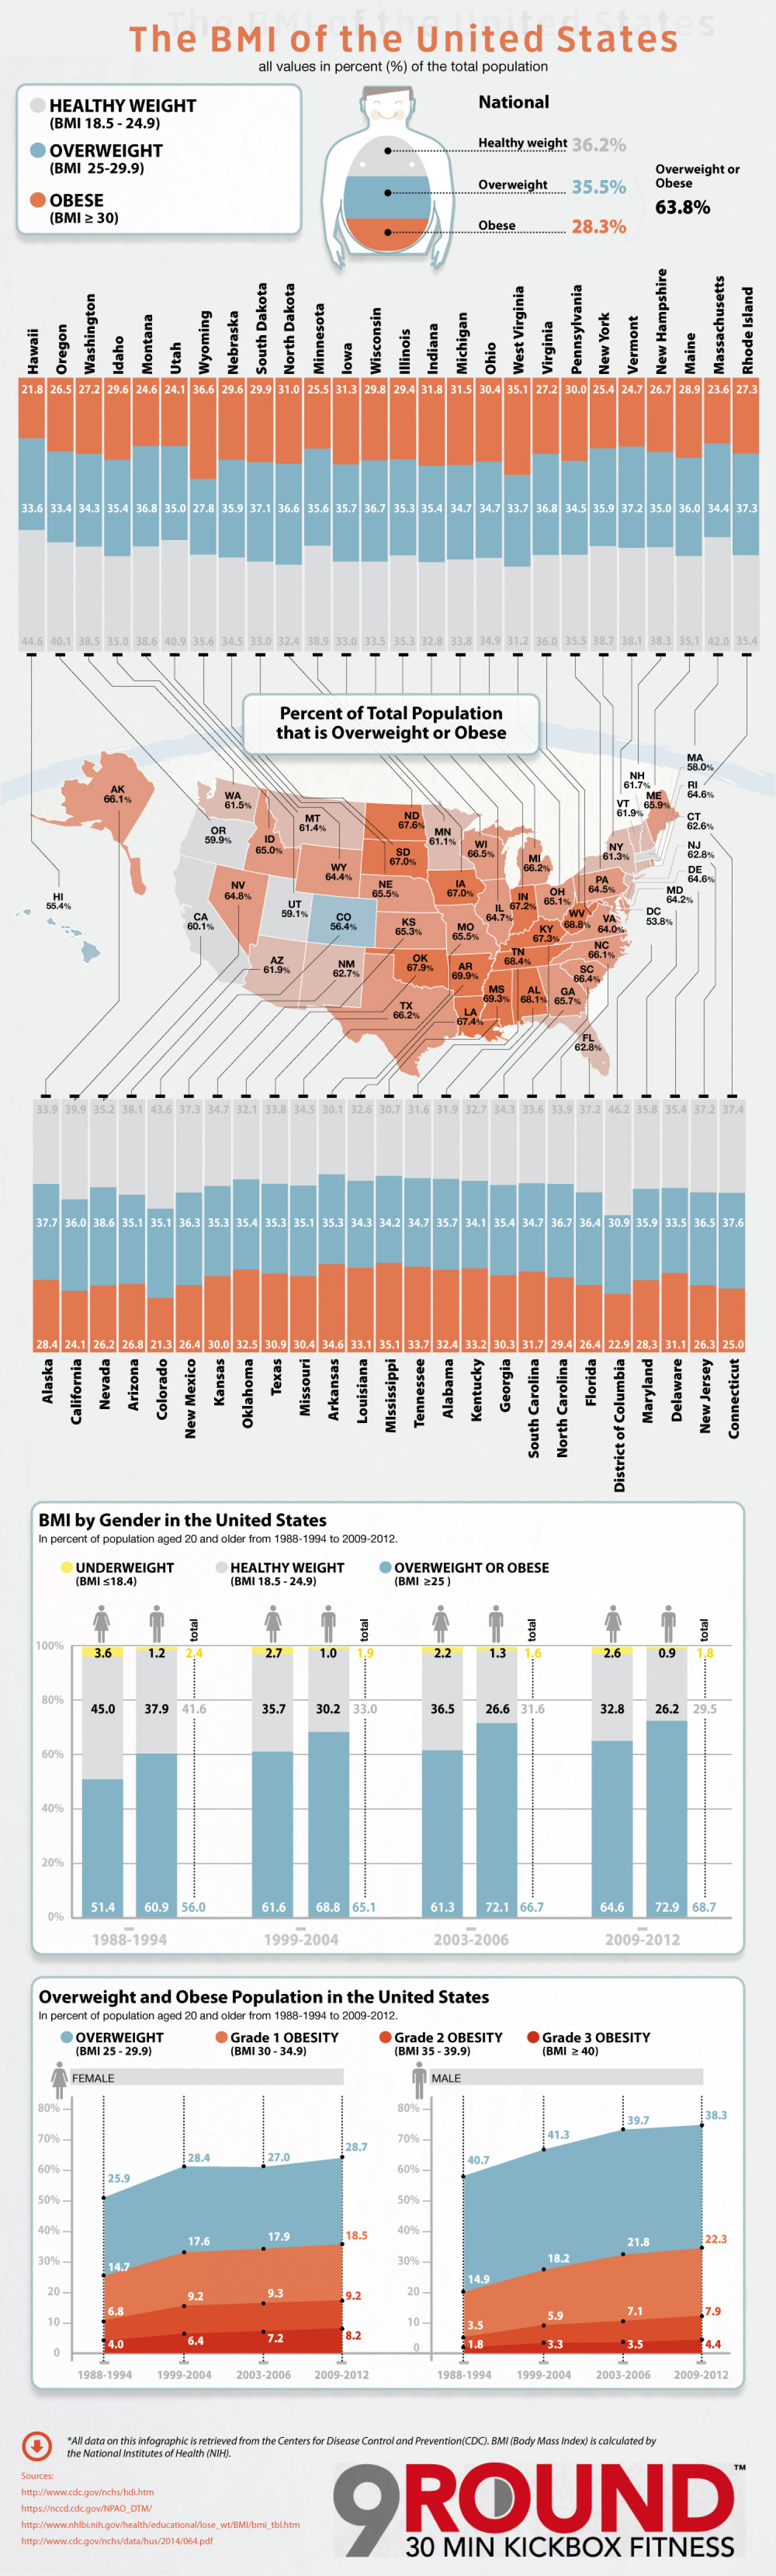 The BMI of the United States
all values in percent (%) of the total population
HEALTHY WEIGHT
(BMI 18.5 - 24.9)
OVERWEIGHT
(BMI 25-29.9)
OBESE
(BMI ≥ 30)
National
Healthy weight 36.2%
Overweight 35.5%
Obese 28.3%
Overweight or
Obese
63.8%
Hawaii Oregon Washington Idaho Montana Utah Wyoming Nebraska South Dakota North Dakota Minnesota Iowa Wisconsin Illinois Indiana Michigan Ohio West Virginia Virginia Pennsylvania New York Vermont New Hampshire Maine Massachusetts Rhode Island
21.8 26.5 27.2 29.6 24.6 24.1 36.6 29.6 29.9 31.0 25.5 31.3 29.8 29.4 31.8 31.5 30.4 35.1 27.2 30.0 25.4 24.7 26.7 28.9 23.6 27.3
33.6 33.4 34.3 35.4 36.8 35.0 27.8 35.9 37.1 36.6 35.6 35.7 36.7 35.3 35.4 34.7 34.7 33.7 36.8 34.5 35.9 37.2 35.0 36.0 34.4 37.3
44.6 40.1 38.5 35.0 38.6 40.9 35.6 34.5 33.0 32.4 38.9 33.0 33.5 35.3 32.8 33.8 34.9 31.2 36.0 35.5 38.7 38.1 38.3 35,1 42.0 35.4
Percent of Total Population
that is Overweight or Obese
AK
66.1%
HI
55.4%
WA
61.5%
OR
59.9%
ID
65.0%
MT
61.4%
WY
64.4%
NV
64.8%
UT
59.1%
CO
56.4%
CA
60.1%
AZ
61.9%
NM
62.7%
ND
67.6%
SD
67.0%
NE
65.5%
KS
65.3%
OK
67.9%
TX
66.2%
MN
61.1%
IA
67.0%
MO
65.5%
AR
69.9%
LA
67.4%
WI
66.5%
IL
64.7%
MS
69.3%
MI
66.2%
IN
67.2%
OH
65.1%
KY
67.3%
TN
68.4%
AL
68.1%
GA
65.7%
FL
62.8%
WV
68.8%
VA
64.0%
NC
66.1%
SC
66.4%
PA
64.5%
NY
61.3%
VT
61.9%
NH
61.7%
ME
65.9%
MA
58.0%
RI
64.6%
CT
62.6%
NJ
62.8%
DE
64.6%
MD
64.2%
DC
53.8%
33.9 39.9 35.2 38.1 43.6 37.3 34.7 32.1 33.8 34.5 30.1 32.6 30.7 31.6 31.9 32.7 34.3 33.6 33.9 37.2 46.2 35.8 35.4 37.2 37.4
37.7 36.0 38.6 35.1 35.1 36.3 35.3 35.4 35.3 35.1 35.3 34.3 34.2 34.7 35.7 34.1 35.4 34.7 36.7 36.4 30.9 35.9 33.5 36.5 37.6
28.4 24.1 26.2 26.8 21.3 26.4 30.0 32.5 30.9 30.4 34.6 33.1 35.1 33.7 32.4 33.2 30.3 31.7 29.4 26.4 22.9 28,3 31.1 26.3 25.0
Alaska California Nevada Arizona Colorado New Mexico Kansas Oklahoma Texas Missouri Arkansas Louisiana MIssissippi Tennessee Alabama Kentucky Georgia South Carolina North Carolina Florida District of Columbia Maryland Delaware New Jersey Connecticut
BMI by Gender in the United States
In percent of population aged 20 and older from 1988-1994 to 2009-2012.
UNDERWEIGHT
(BMI ≤18.4)
HEALTHY WEIGHT
(BMI 18.5 - 24.9)
OVERWEIGHT OR OBESE
(BMI ≥25 )
total total total total
100% 3.6 1.2 2.4 2.7 1.0 1.9 2.2 1.3 1.6 2.6 0.9 1.8
80% 45.0 37.9 41.6 35.7 30.2 33.0 36.5 26.6 31.6 32.8 26.2 29.5
60%
40%
20%
0% 51.4 60.9 56.0 61.6 68.8 65.1 61.3 72.1 66.7 64.6 72.9 68.7
1988-1994 1999-2004 2003-2006 2009-2012
Overweight and Obese Population in the United States
In percent of population aged 20 and older from 1988-1994 to 2009-2012.
OVERWEIGHT
(BMI 25 - 29.9)
Grade 1 OBESITY
(BMI 30 - 34.9)
Grade 2 OBESITY
(BMI 35 - 39.9)
Grade 3 OBESITY
(BMI ≥ 40)
FEMALE
80%
70%
60%
50%
40%
30%
20
10
0
25.9 28.4 27.0 28.7
14.7 17.6 17.9 18.5
6.8 9.2 9.3 9.2
4.0 6.4 7.2 8.2
1988-1994 1999-2004 2003-2006 2009-2012
MALE
80%
70%
60%
50%
40%
30%
20
10
0
40.7 41.3 39.7 38.3
14.9 18.2 21.8 22.3
3.5 5.9 7.1 7.9
1.8 3.3 3.5 4.4
1988-1994 1999-2004 2003-2006 2009-2012
*All data on this infographic is retrieved from the Centers for Disease Control and Prevention(CDC). BMI (Body Mass Index) is calculated by
the National Institutes of Health (NIH).
Sources:
http://www.cdc.gov/nchs/hdi.htm
https://nccd.cdc.gov/NPAO_DTM/
http://www.nhlbi.nih.gov/health/educational/lose_wt/BMI/bmi_tbl.htm
http://www.cdc.gov/nchs/data/hus/2014/064.pdf
9ROUND™
30 MIN KICKBOX FITNESS